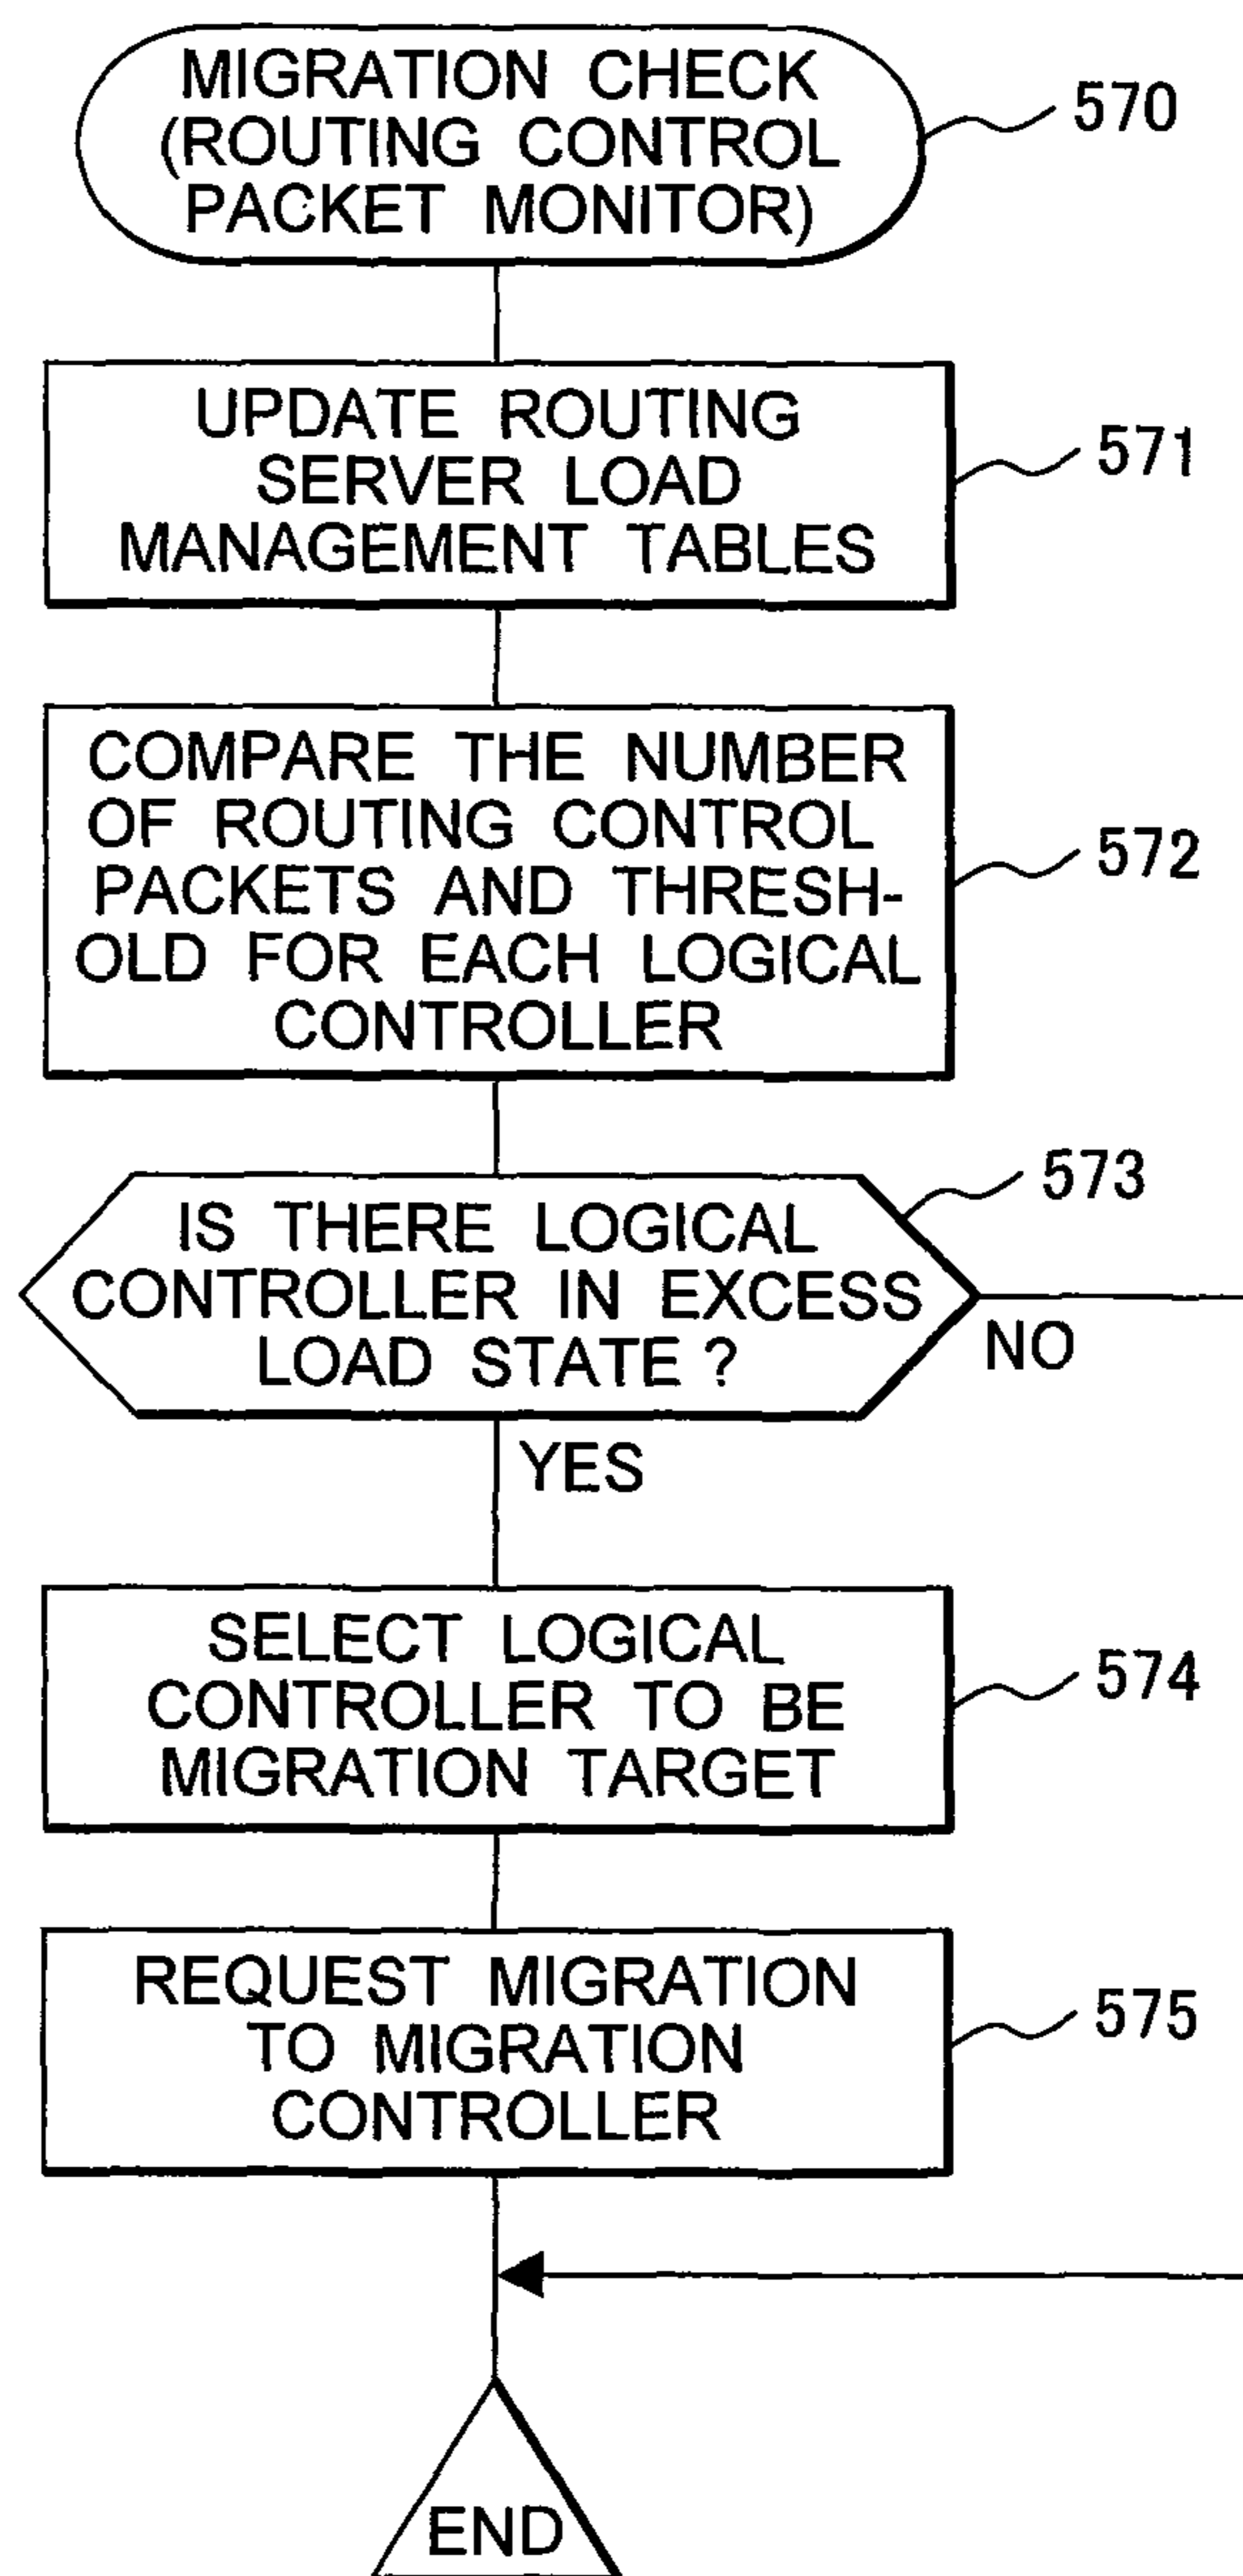 MIGRATION CHECK
(ROUTING CONTROL
PACKET MONITOR)
570
UPDATE ROUTING
SERVER LOAD
MANAGEMENT TABLES
571
COMPARE THE NUMBER
OF ROUTING CONTROL
PACKETS AND THRESH-
OLD FOR EACH LOGICAL
CONTROLLER
572
IS THERE LOGICAL
CONTROLLER IN EXCESS
LOAD STATE ?
573
NO
YES
SELECT LOGICAL
CONTROLLER TO BE
MIGRATION TARGET
574
REQUEST MIGRATION
TO MIGRATION
CONTROLLER
575
END